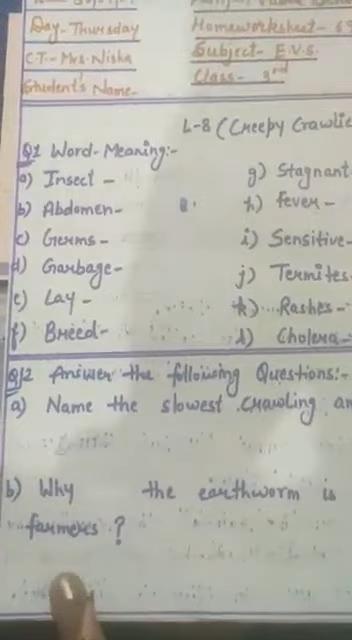 Day- Thursday
Homeworksheet-
C.T- Mrs. Nisha
Subject- E.V.S.
Student's Name-
Class- 3rd
L-8 (Creepy Crawlie
Q1 Word-Meaning:-
a) Insect -
g) Stagnant
b) Abdomen-
h) Fever-
c) Germs-
i) Sensitive-
d) Garbage-
j) Termites-
e) Lay-
k) Rashes-
f) Breed-
l) Cholera-
Q2 Answer the following Questions:-
a) Name the slowest crawling an
b) Why the earthworm is
farmers ?